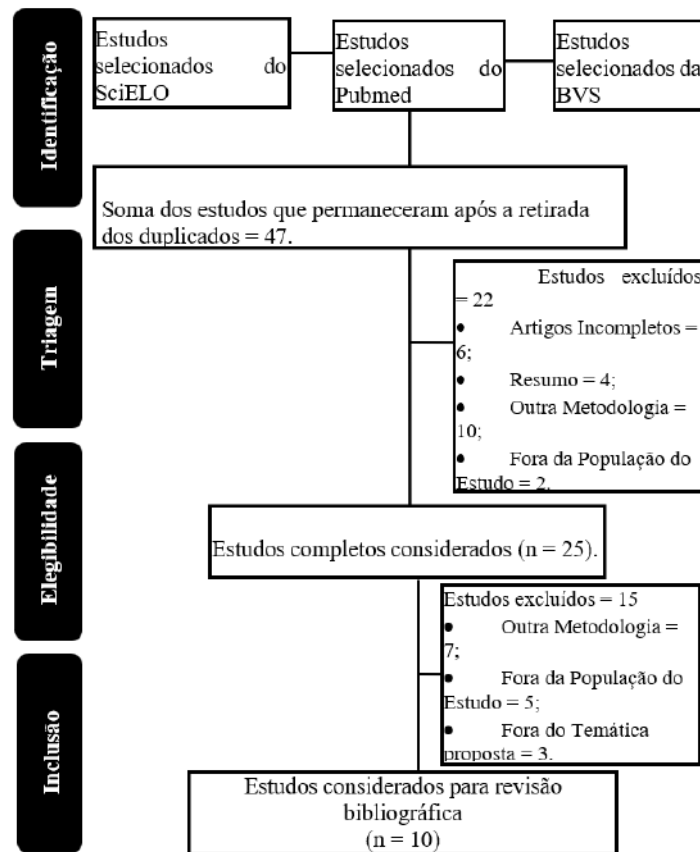 Identificação
Estudos
selecionados do
SciELO
Estudos
selecionados do
Pubmed
Estudos
selecionados da
BVS
Soma dos estudos que permaneceram após a retirada
dos duplicados = 47.
Triagem
Estudos excluídos
= 22
● Artigos Incompletos =
6;
● Resumo = 4;
● Outra Metodologia =
10;
● Fora da População do
Estudo = 2.
Elegibilidade
Estudos completos considerados (n = 25).
Estudos excluídos = 15
● Outra Metodologia =
7;
● Fora da População do
Estudo = 5;
● Fora do Temática
proposta = 3.
Inclusão
Estudos considerados para revisão
bibliográfica
(n = 10)